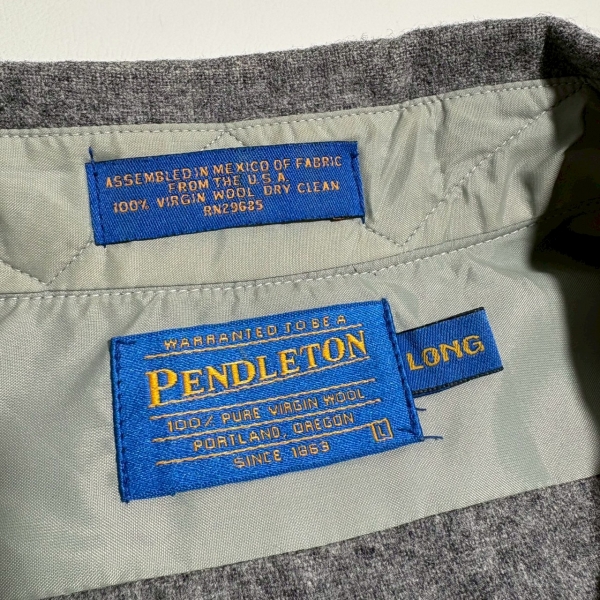 ASSEMBLED IN MEXICO OF FABRIC
FROM THE U.S.A
100% VIRGIN WOOL DRY CLEAN
RN29685
WARRANTED TO BE A
PENDLETON
LONG
100% PURE VIRGIN WOOL
PORTLAND, OREGON
L
SINCE 1863